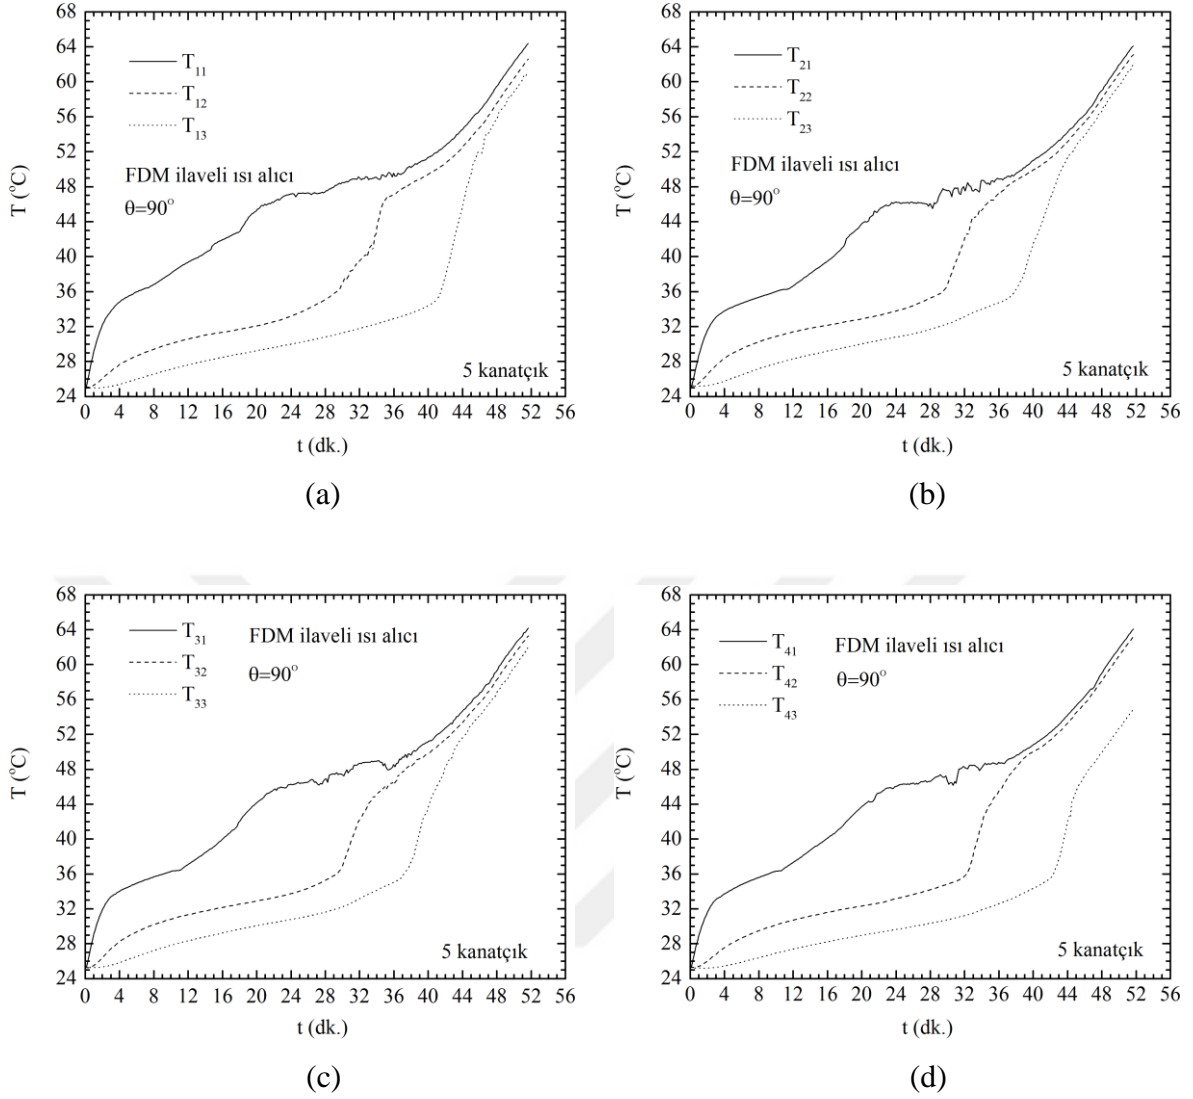 68
64
60
56
52
48
44
40
36
32
28
24
T (°C)
T₁₁
T₁₂
T₁₃
FDM ilaveli ısı alıcı
θ=90°
5 kanatçık
0 4 8 12 16 20 24 28 32 36 40 44 48 52 56
t (dk.)
(a)
68
64
60
56
52
48
44
40
36
32
28
24
T (°C)
T₂₁
T₂₂
T₂₃
FDM ilaveli ısı alıcı
θ=90°
5 kanatçık
0 4 8 12 16 20 24 28 32 36 40 44 48 52 56
t (dk.)
(b)
68
64
60
56
52
48
44
40
36
32
28
24
T (°C)
T₃₁
T₃₂
T₃₃
FDM ilaveli ısı alıcı
θ=90°
5 kanatçık
0 4 8 12 16 20 24 28 32 36 40 44 48 52 56
t (dk.)
(c)
68
64
60
56
52
48
44
40
36
32
28
24
T (°C)
T₄₁
T₄₂
T₄₃
FDM ilaveli ısı alıcı
θ=90°
5 kanatçık
0 4 8 12 16 20 24 28 32 36 40 44 48 52 56
t (dk.)
(d)